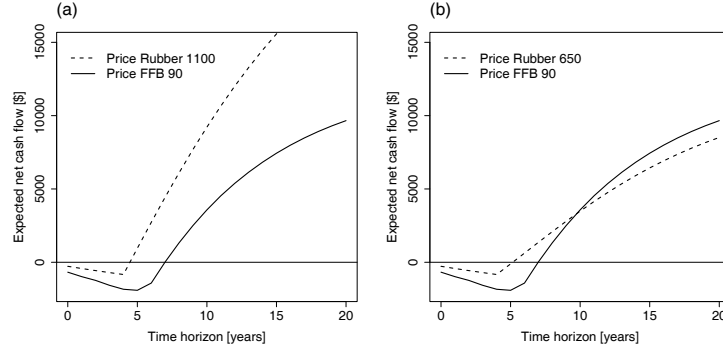 (a)
Price Rubber 1100
Price FFB 90
Expected net cash flow [$]
0 5000 10000 15000
0 5 10 15 20
Time horizon [years]
(b)
Price Rubber 650
Price FFB 90
Expected net cash flow [$]
0 5000 10000 15000
0 5 10 15 20
Time horizon [years]